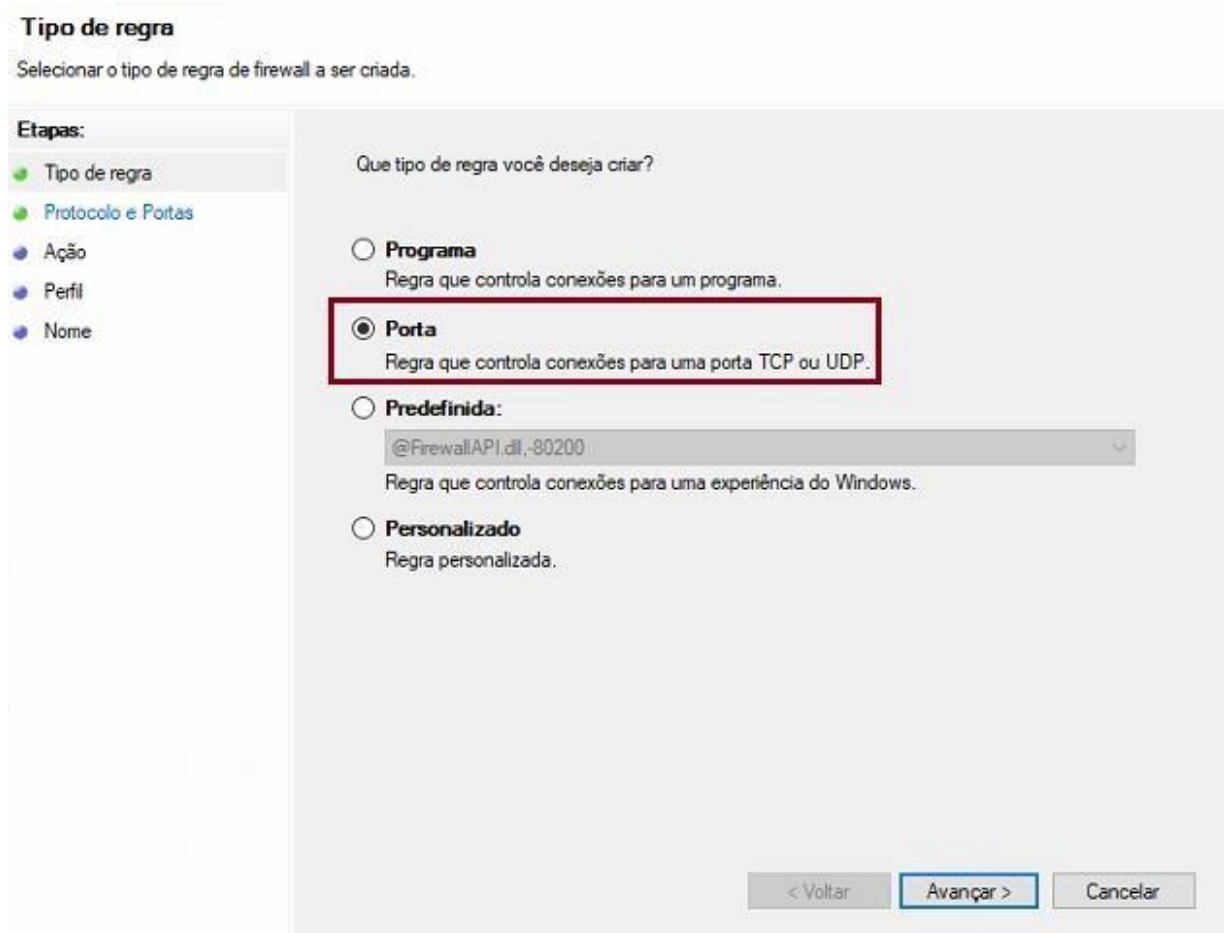 Tipo de regra
Selecionar o tipo de regra de firewall a ser criada.
Etapas:
Tipo de regra
Protocolo e Portas
Ação
Perfil
Nome
Que tipo de regra você deseja criar?
Programa
Regra que controla conexões para um programa.
Porta
Regra que controla conexões para uma porta TCP ou UDP.
Predefinida:
@FirewallAPI.dll,-80200
Regra que controla conexões para uma experiência do Windows.
Personalizado
Regra personalizada.
< Voltar
Avançar >
Cancelar